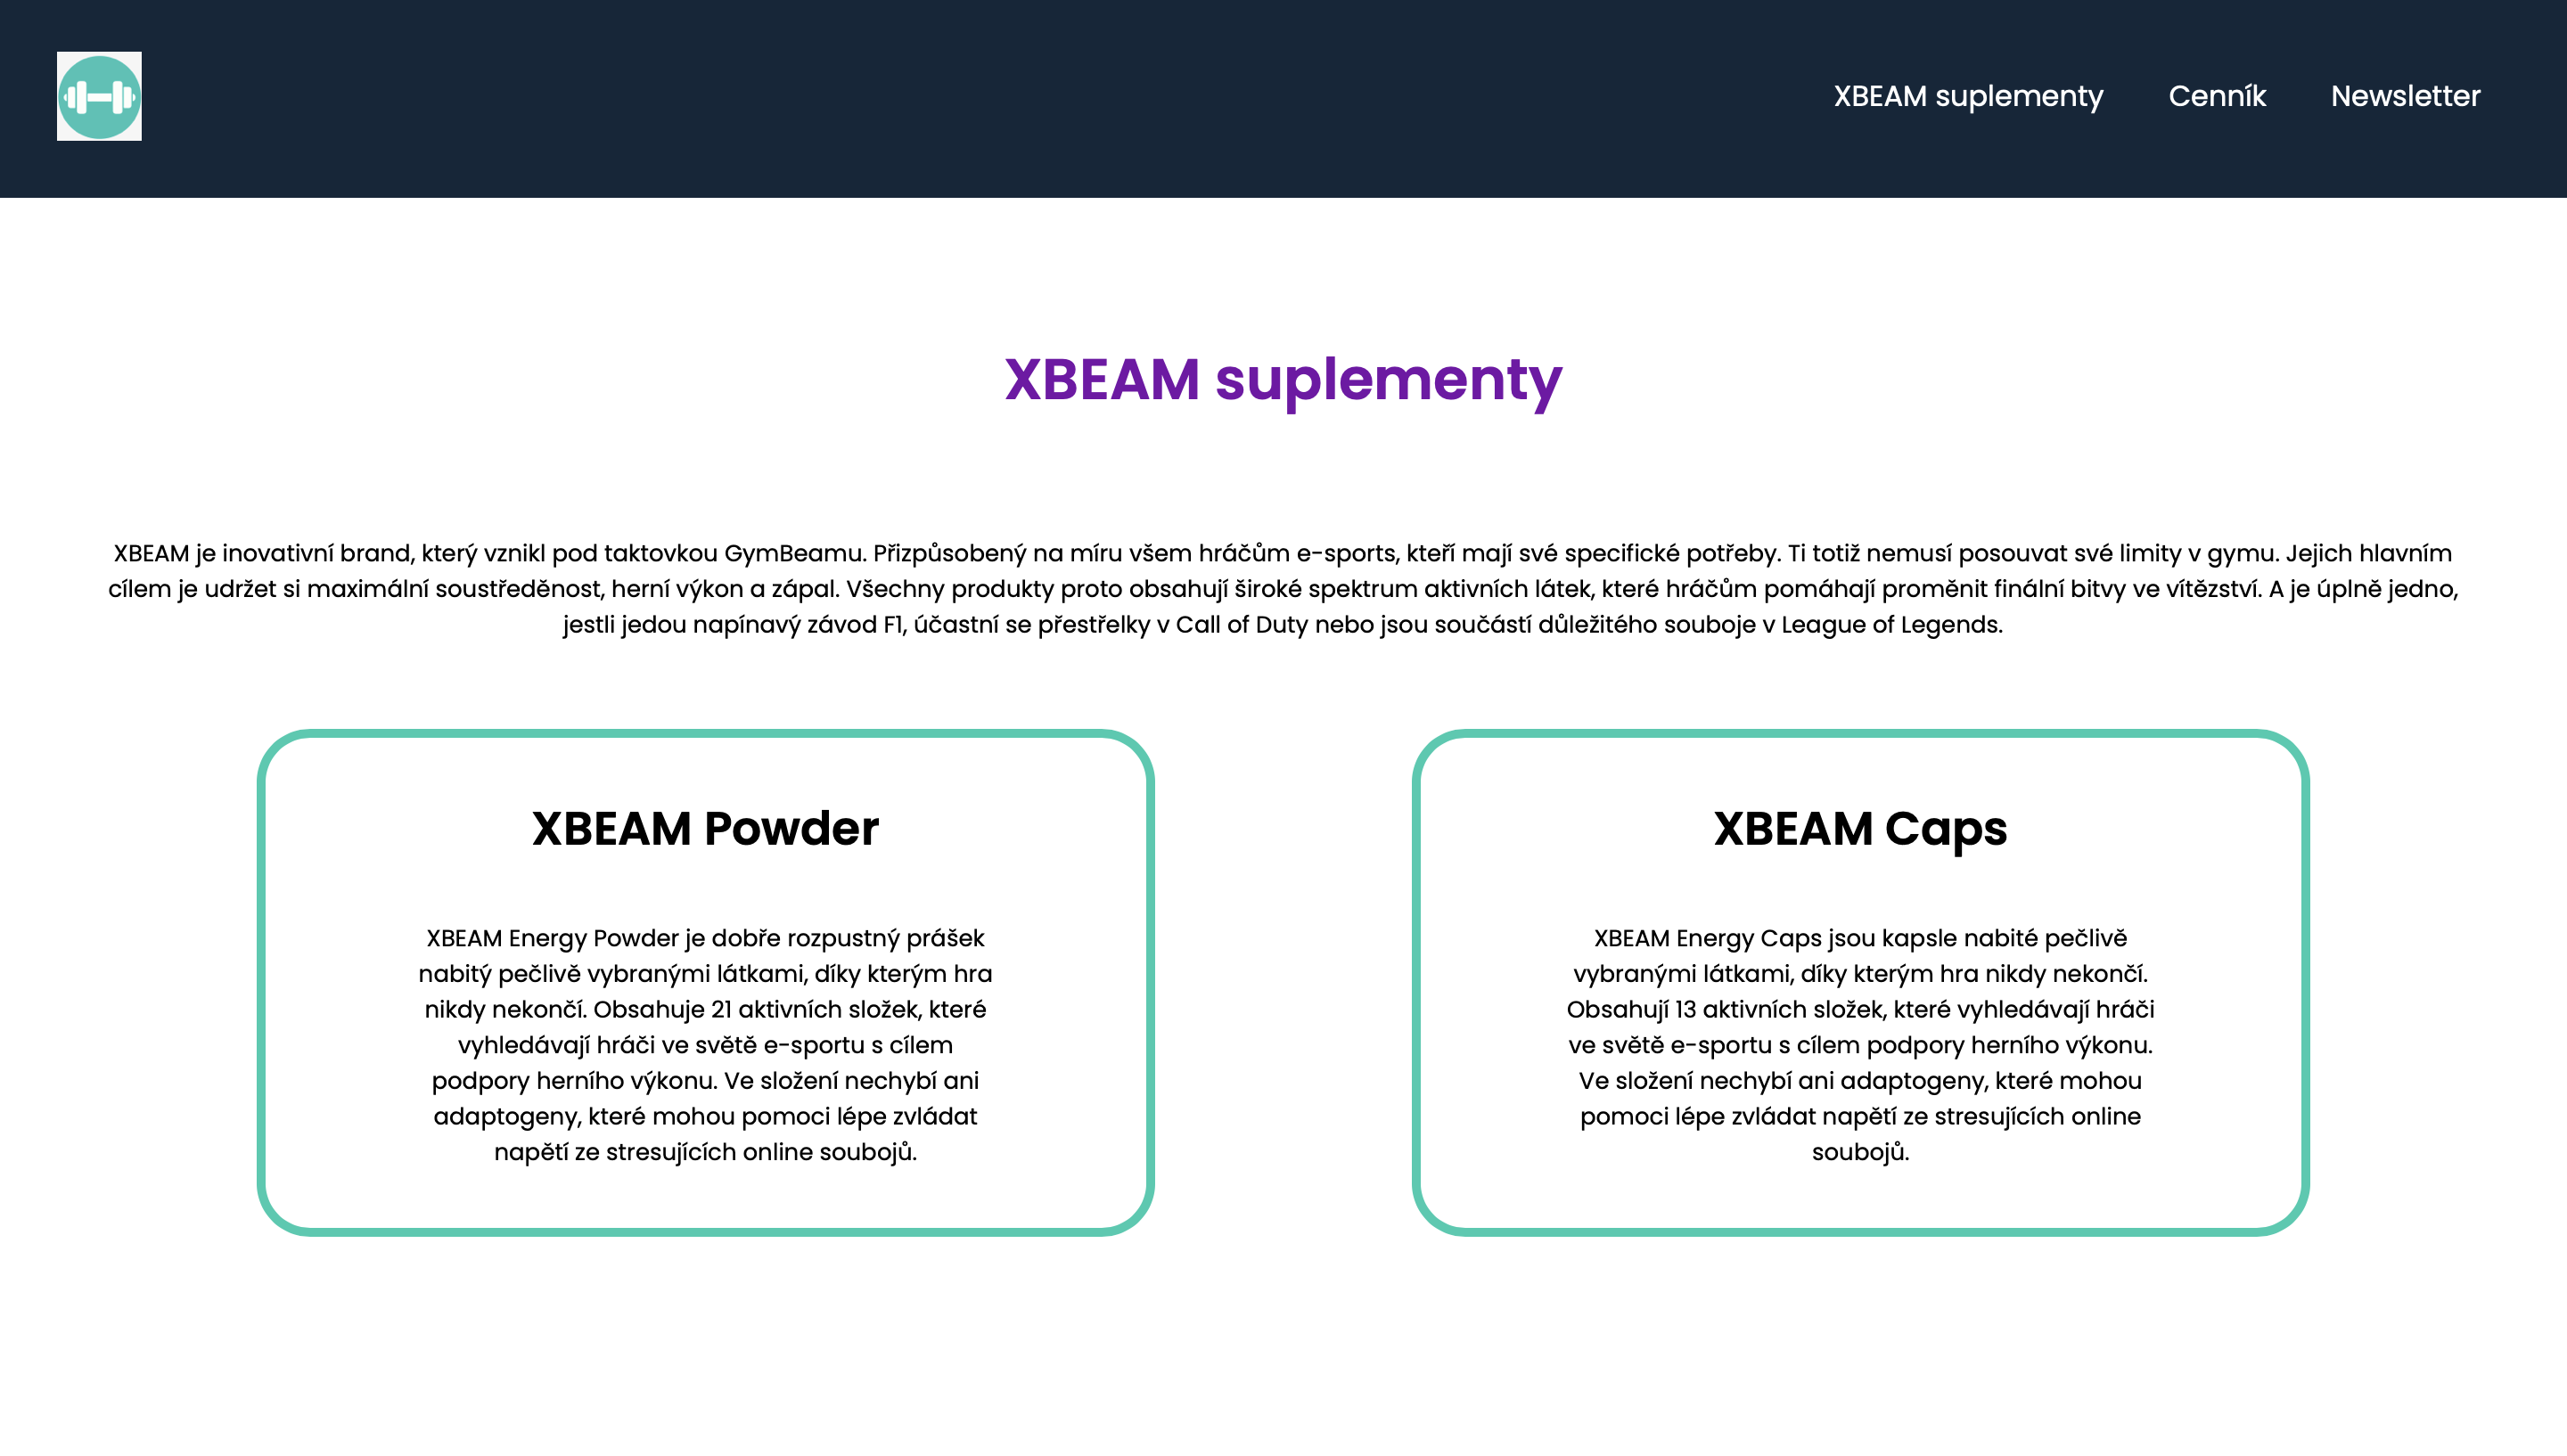 XBEAM suplementy
Cenník
Newsletter
XBEAM suplementy
XBEAM je inovativní brand, který vznikl pod taktovkou GymBeamu. Přizpůsobený na míru všem hráčům e-sports, kteří mají své specifické potřeby. Ti totiž nemusí posouvat své limity v gymu. Jejich hlavním
cílem je udržet si maximální soustředěnost, herní výkon a zápal. Všechny produkty proto obsahují široké spektrum aktivních látek, které hráčům pomáhají proměnit finální bitvy ve vítězství. A je úplně jedno,
jestli jedou napínavý závod F1, účastní se přestřelky v Call of Duty nebo jsou součástí důležitého souboje v League of Legends.
XBEAM Powder
XBEAM Energy Powder je dobře rozpustný prášek
nabitý pečlivě vybranými látkami, díky kterým hra
nikdy nekončí. Obsahuje 21 aktivních složek, které
vyhledávají hráči ve světě e-sportu s cílem
podpory herního výkonu. Ve složení nechybí ani
adaptogeny, které mohou pomoci lépe zvládat
napětí ze stresujících online soubojů.
XBEAM Caps
XBEAM Energy Caps jsou kapsle nabité pečlivě
vybranými látkami, díky kterým hra nikdy nekončí.
Obsahují 13 aktivních složek, které vyhledávají hráči
ve světě e-sportu s cílem podpory herního výkonu.
Ve složení nechybí ani adaptogeny, které mohou
pomoci lépe zvládat napětí ze stresujících online
soubojů.